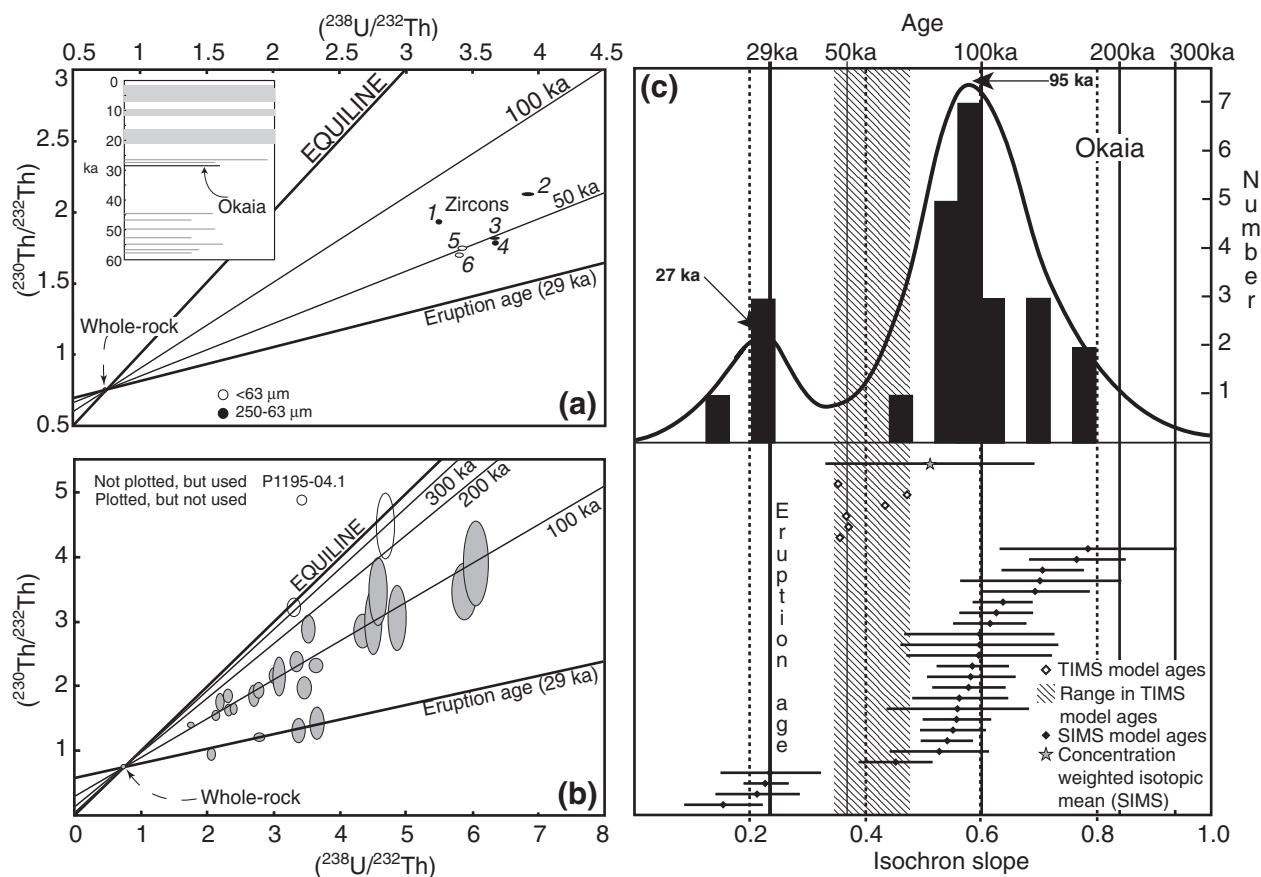 (238U/232Th)
0.5 1 1.5 2 2.5 3 3.5 4 4.5
3
2.5
2
1.5
1
0.5
(230Th/232Th)
0
10
20
30
40
50
60
ka
Okaia
EQUILINE
100 ka
50 ka
Zircons
1
2
3
4
5
6
Eruption age (29 ka)
Whole-rock
<63 μm
250-63 μm
(a)
Not plotted, but used P1195-04.1
Plotted, but not used
5
4
3
2
1
(230Th/232Th)
EQUILINE
300 ka
200 ka
100 ka
Eruption age (29 ka)
Whole-rock
(b)
0 1 2 3 4 5 6 7 8
(238U/232Th)
Age
29ka 50ka 100ka 200ka 300ka
(c)
95 ka
27 ka
Okaia
7
6
5
4
3
2
1
Number
Eruption age
TIMS model ages
Range in TIMS
model ages
SIMS model ages
Concentration
weighted isotopic
mean (SIMS)
0.2 0.4 0.6 0.8 1.0
Isochron slope